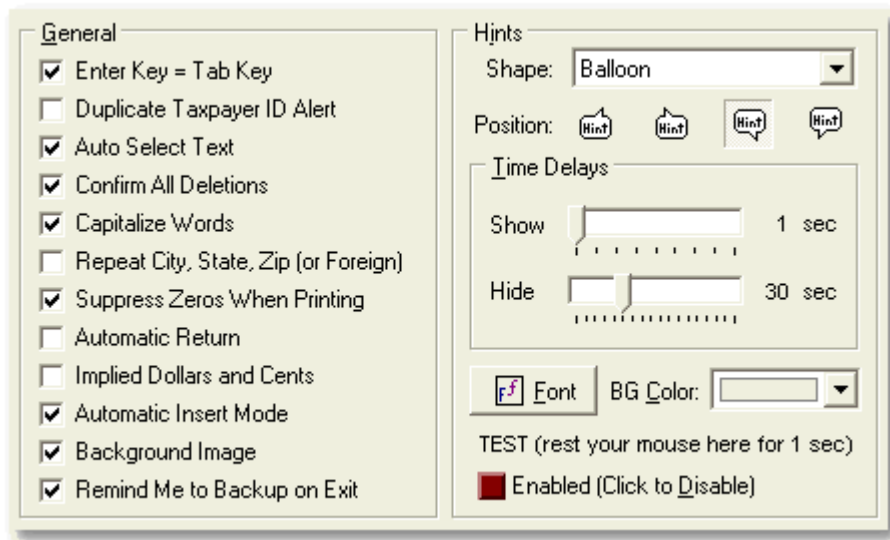 General
Enter Key = Tab Key
Duplicate Taxpayer ID Alert
Auto Select Text
Confirm All Deletions
Capitalize Words
Repeat City, State, Zip (or Foreign)
Suppress Zeros When Printing
Automatic Return
Implied Dollars and Cents
Automatic Insert Mode
Background Image
Remind Me to Backup on Exit
Hints
Shape: Balloon
Position: Hint Hint Hint Hint
Time Delays
Show 1 sec
Hide 30 sec
Ff Font BG Color:
TEST (rest your mouse here for 1 sec)
Enabled (Click to Disable)